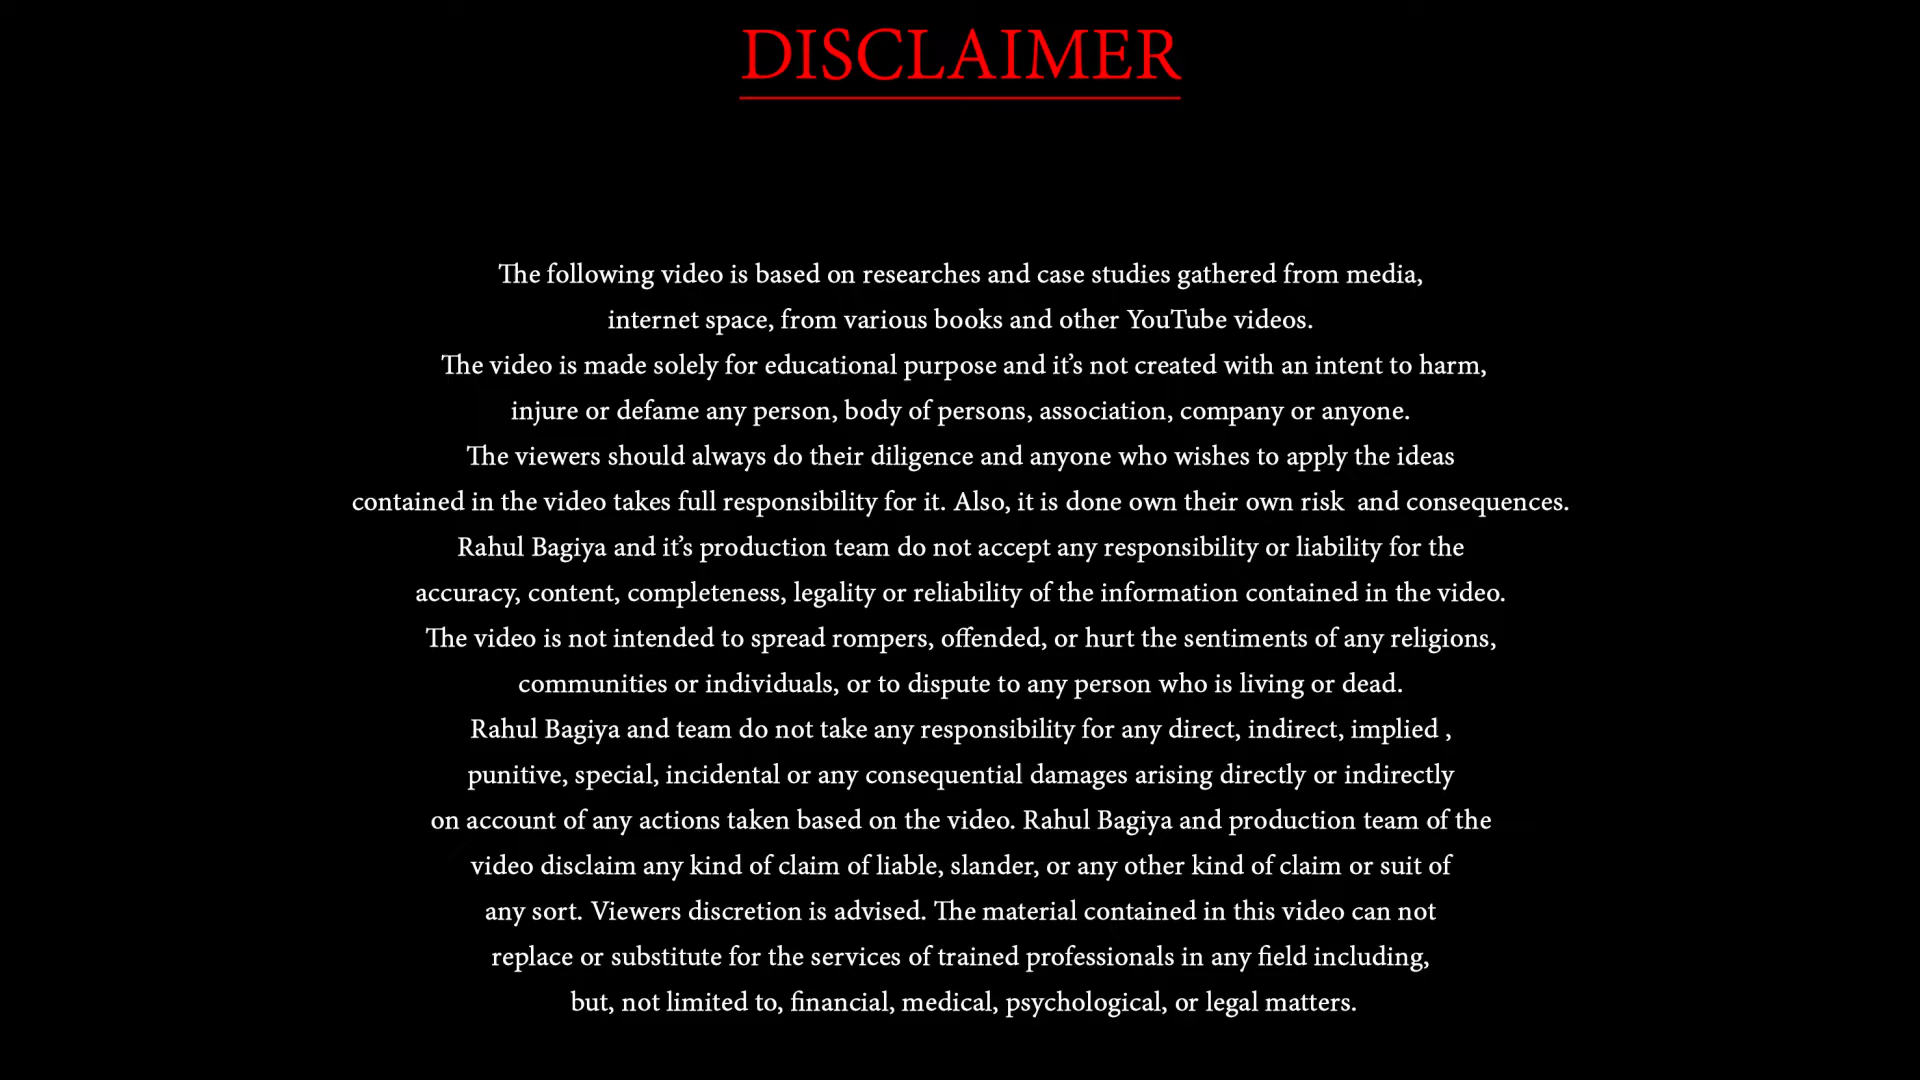 DISCLAIMER
The following video is based on researches and case studies gathered from media,
internet space, from various books and other YouTube videos.
The video is made solely for educational purpose and it’s not created with an intent to harm,
injure or defame any person, body of persons, association, company or anyone.
The viewers should always do their diligence and anyone who wishes to apply the ideas
contained in the video takes full responsibility for it. Also, it is done own their own risk  and consequences.
Rahul Bagiya and it’s production team do not accept any responsibility or liability for the
accuracy, content, completeness, legality or reliability of the information contained in the video.
The video is not intended to spread rompers, offended, or hurt the sentiments of any religions,
communities or individuals, or to dispute to any person who is living or dead.
Rahul Bagiya and team do not take any responsibility for any direct, indirect, implied ,
punitive, special, incidental or any consequential damages arising directly or indirectly
on account of any actions taken based on the video. Rahul Bagiya and production team of the
video disclaim any kind of claim of liable, slander, or any other kind of claim or suit of
any sort. Viewers discretion is advised. The material contained in this video can not
replace or substitute for the services of trained professionals in any field including,
but, not limited to, financial, medical, psychological, or legal matters.